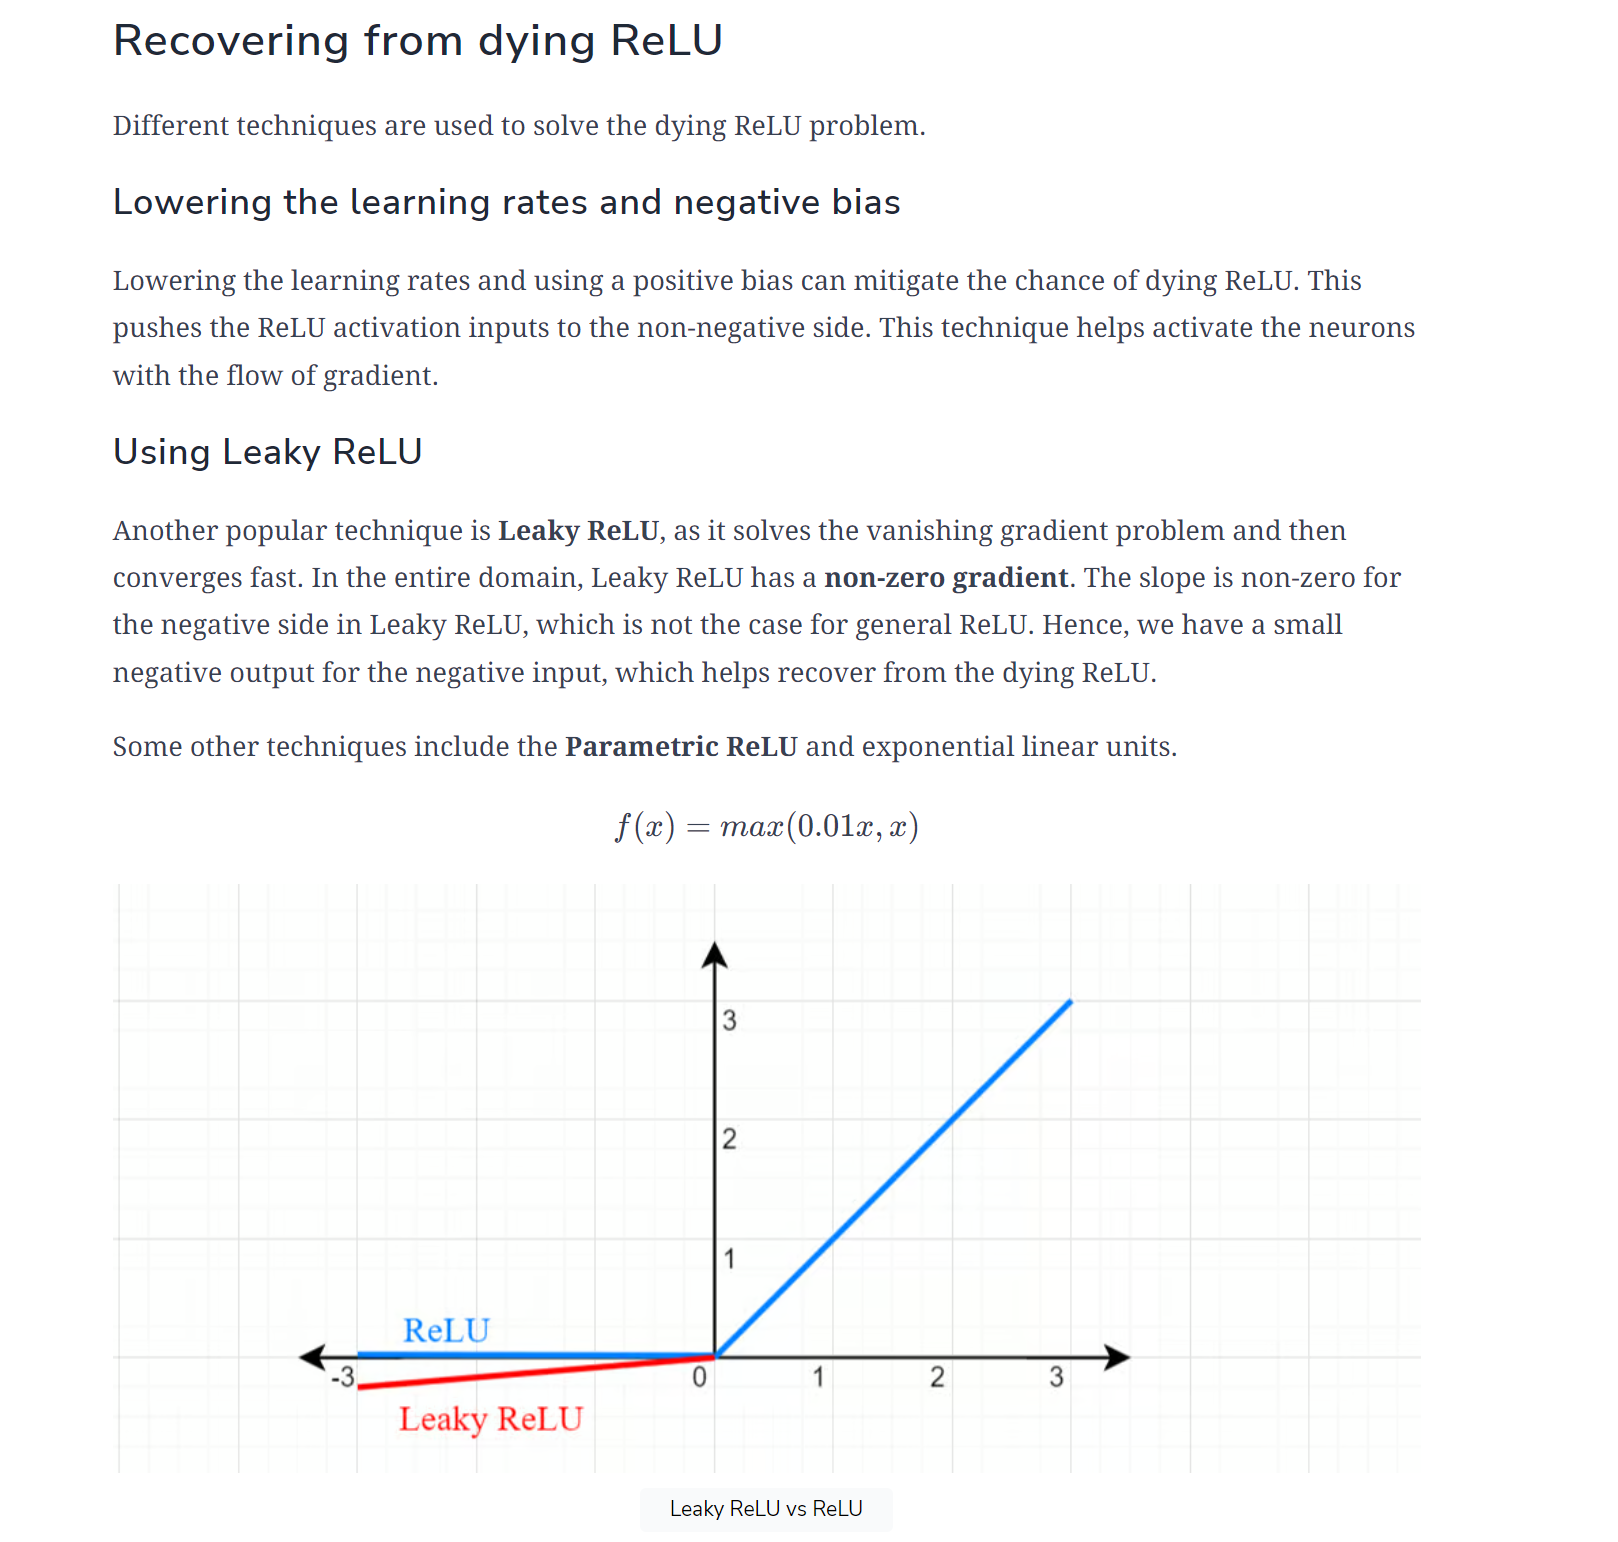 Recovering from dying ReLU
Different techniques are used to solve the dying ReLU problem.
Lowering the learning rates and negative bias
Lowering the learning rates and using a positive bias can mitigate the chance of dying ReLU. This
pushes the ReLU activation inputs to the non-negative side. This technique helps activate the neurons
with the flow of gradient.
Using Leaky ReLU
Another popular technique is Leaky ReLU, as it solves the vanishing gradient problem and then
converges fast. In the entire domain, Leaky ReLU has a non-zero gradient. The slope is non-zero for
the negative side in Leaky ReLU, which is not the case for general ReLU. Hence, we have a small
negative output for the negative input, which helps recover from the dying ReLU.
Some other techniques include the Parametric ReLU and exponential linear units.
f(x) = max(0.01x, x)
3
2
1
ReLU
-3 0 1 2 3
Leaky ReLU
Leaky ReLU vs ReLU